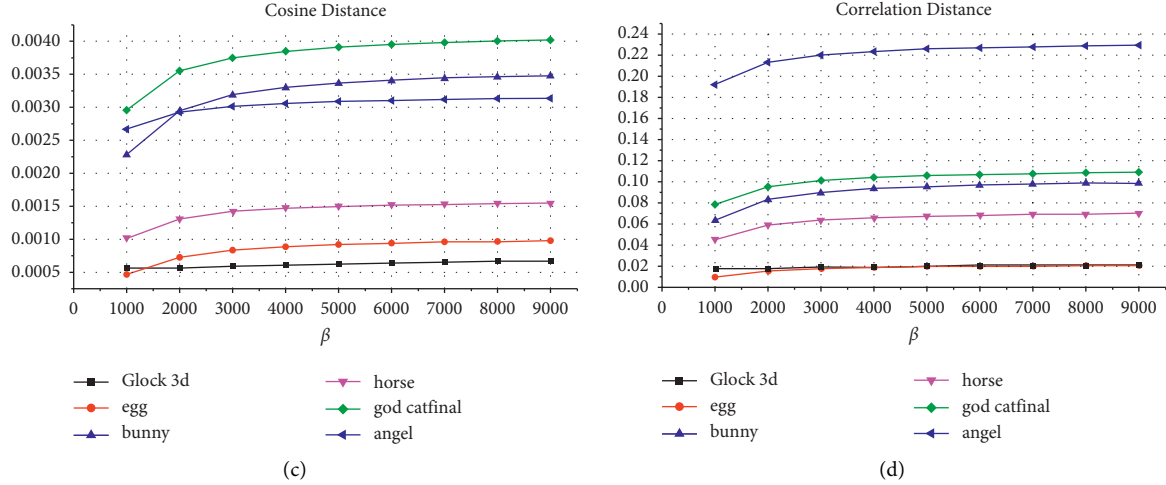 Cosine Distance
0.0040
0.0035
0.0030
0.0025
0.0020
0.0015
0.0010
0.0005
0 1000 2000 3000 4000 5000 6000 7000 8000 9000
β
Glock 3d
egg
bunny
horse
god catfinal
angel
(c)
Correlation Distance
0.24
0.22
0.20
0.18
0.16
0.14
0.12
0.10
0.08
0.06
0.04
0.02
0.00
0 1000 2000 3000 4000 5000 6000 7000 8000 9000
β
Glock 3d
egg
bunny
horse
god catfinal
angel
(d)